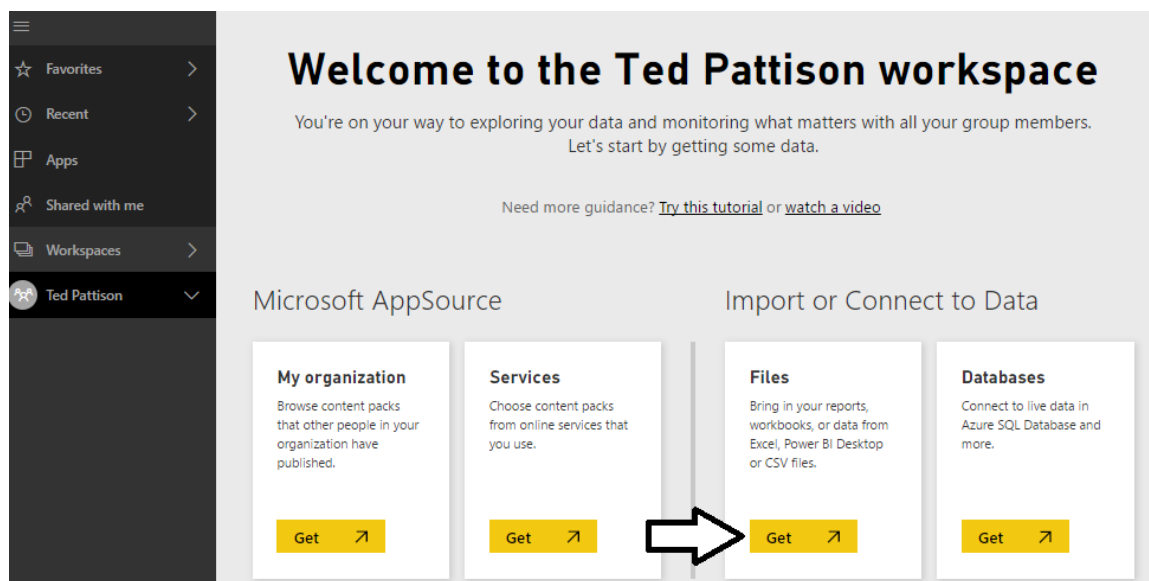 Favorites
Recent
Apps
Shared with me
Workspaces
Ted Pattison
Welcome to the Ted Pattison workspace
You're on your way to exploring your data and monitoring what matters with all your group members.
Let's start by getting some data.
Need more guidance? Try this tutorial or watch a video
Microsoft AppSource
My organization
Browse content packs
that other people in your
organization have
published.
Get
Services
Choose content packs
from online services that
you use.
Get
Import or Connect to Data
Files
Bring in your reports,
workbooks, or data from
Excel, Power BI Desktop
or CSV files.
Get
Databases
Connect to live data in
Azure SQL Database and
more.
Get